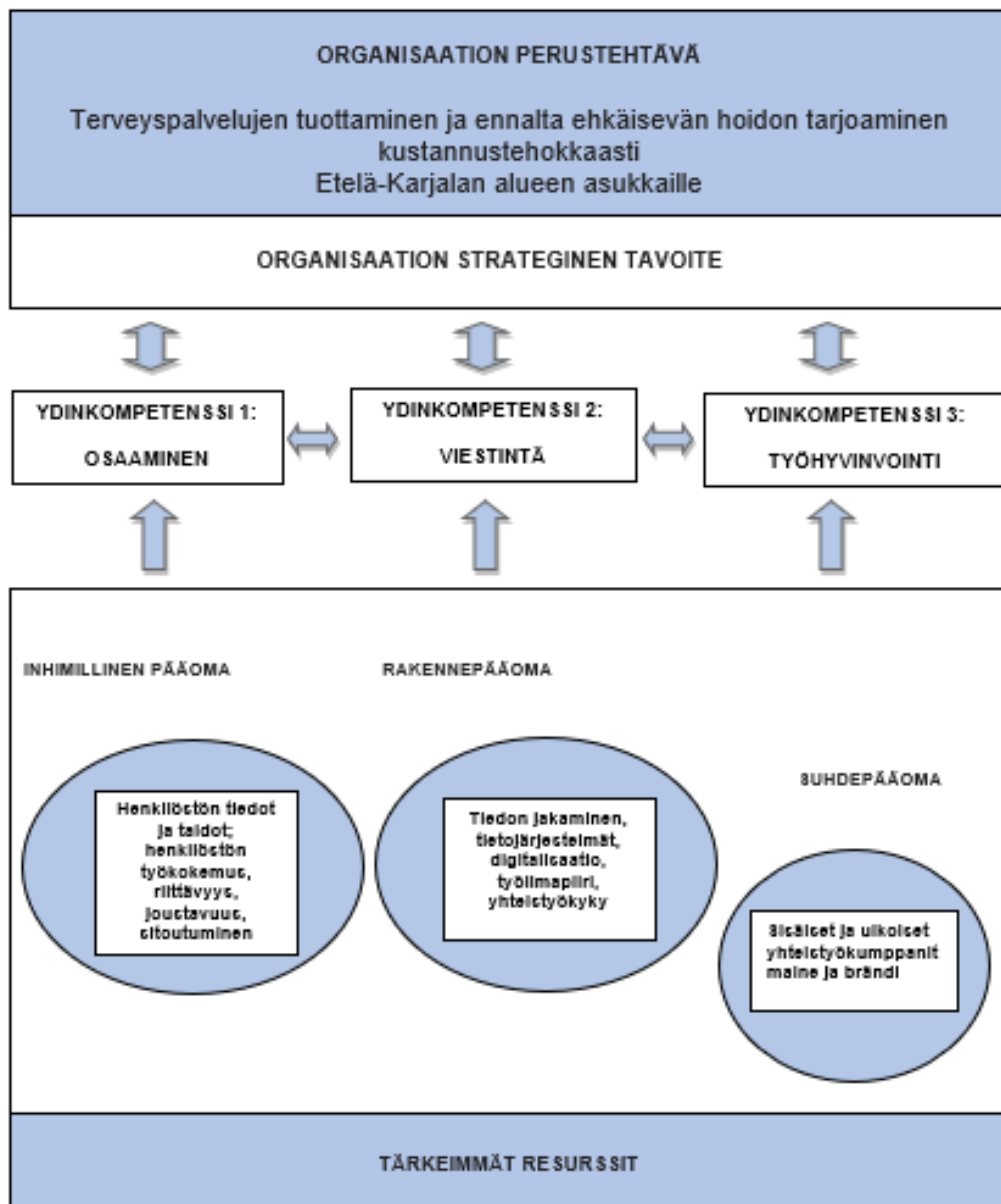 ORGANISAATION PERUSTEHTÄVÄ
Terveyspalvelujen tuottaminen ja ennalta ehkäisevän hoidon tarjoaminen
kustannustehokkaasti
Etelä-Karjalan alueen asukkaille
ORGANISAATION STRATEGINEN TAVOITE
YDINKOMPETENSSI 1:
OSAAMINEN
YDINKOMPETENSSI 2:
VIESTINTÄ
YDINKOMPETENSSI 3:
TYÖHYVINVOINTI
INHIMILLINEN PÄÄOMA
Henkilöstön tiedot
ja taidot;
henkilöstön
työkokemus,
riittävyys,
joustavuus,
sitoutuminen
RAKENNEPÄÄOMA
Tiedon jakaminen,
tietojärjestelmät,
digitalisaatio,
työilmapiiri,
yhteistyökyky
SUHDEPÄÄOMA
Sisäiset ja ulkoiset
yhteistyökumppanit
maine ja brändi
TÄRKEIMMÄT RESURSSIT